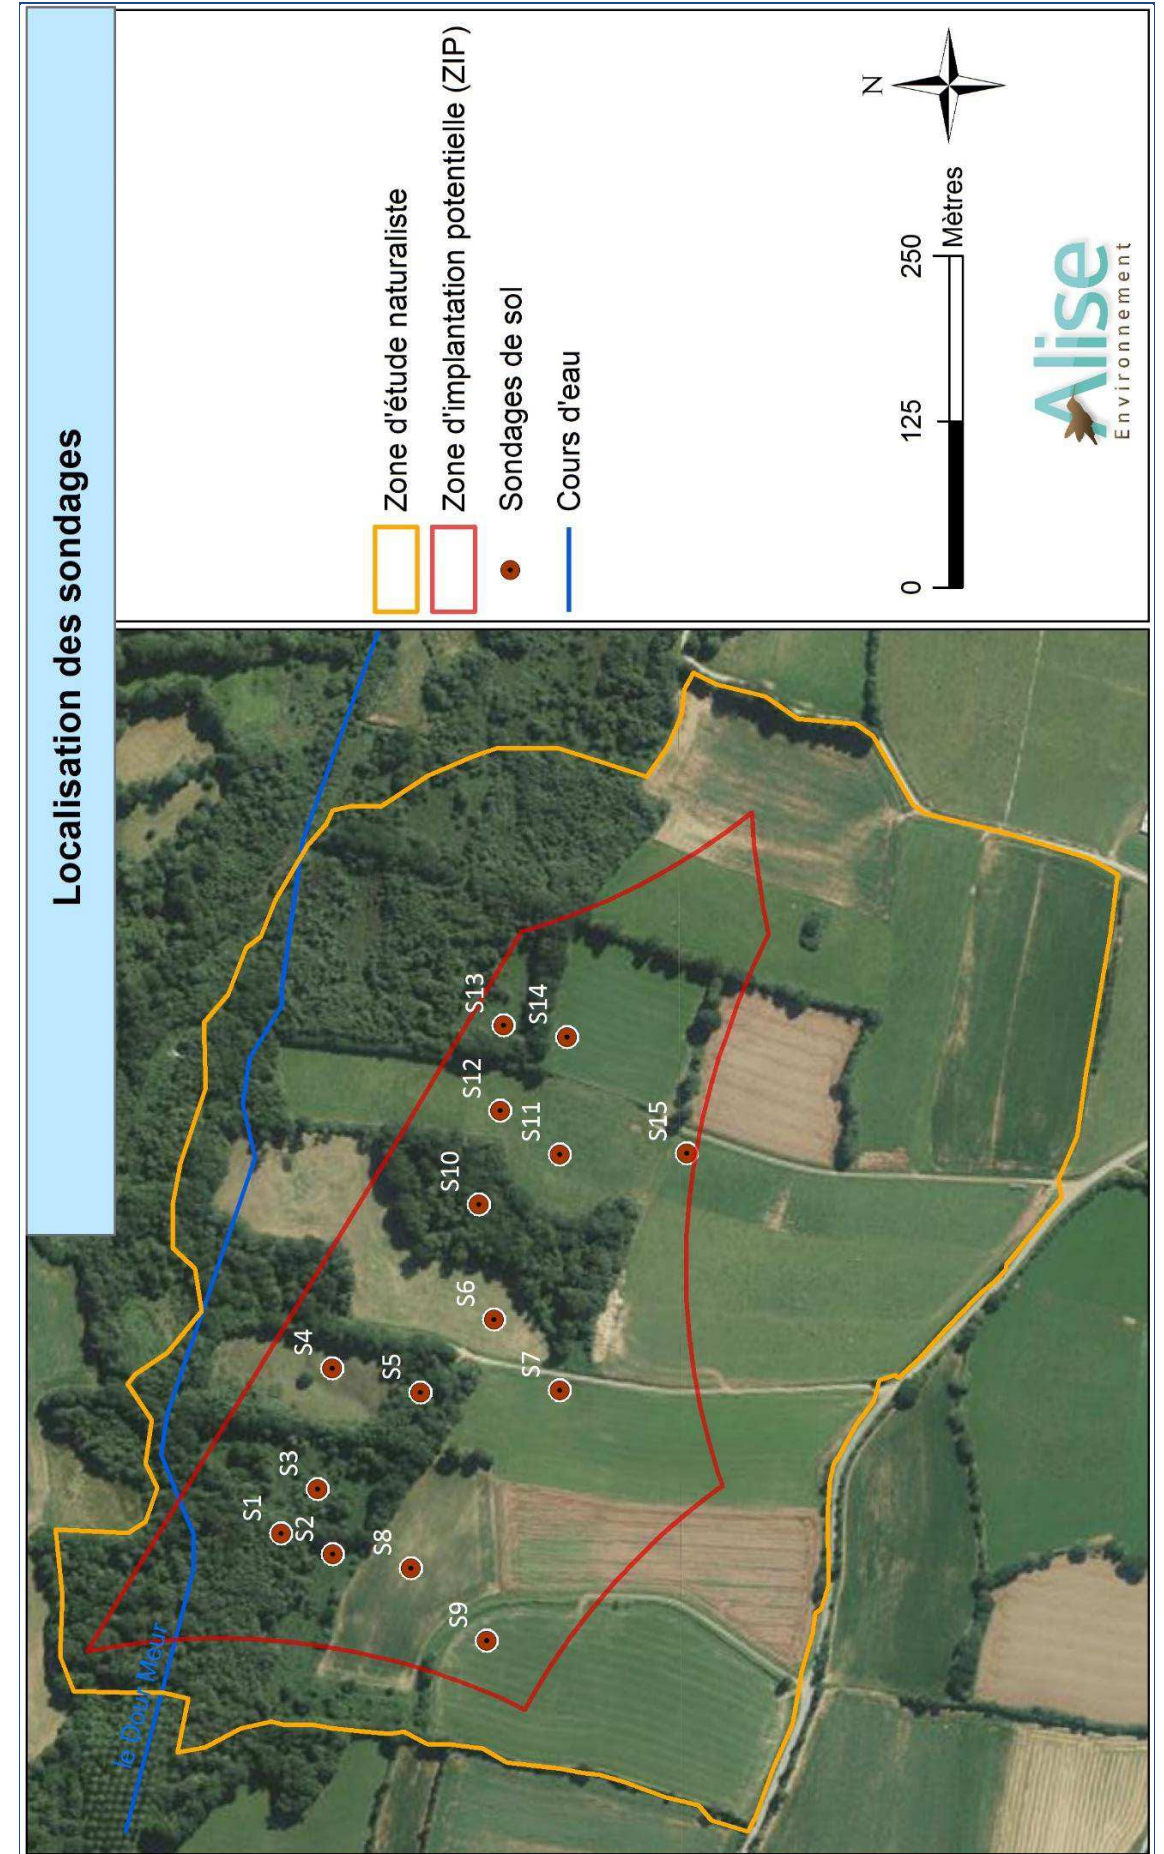 Localisation des sondages
Zone d'étude naturaliste
Zone d'implantation potentielle (ZIP)
Sondages de sol
Cours d'eau
N
0
125
250
Mètres
Alise
Environnement
le Dour Meur
S1
S2
S3
S4
S5
S6
S7
S8
S9
S10
S11
S12
S13
S14
S15